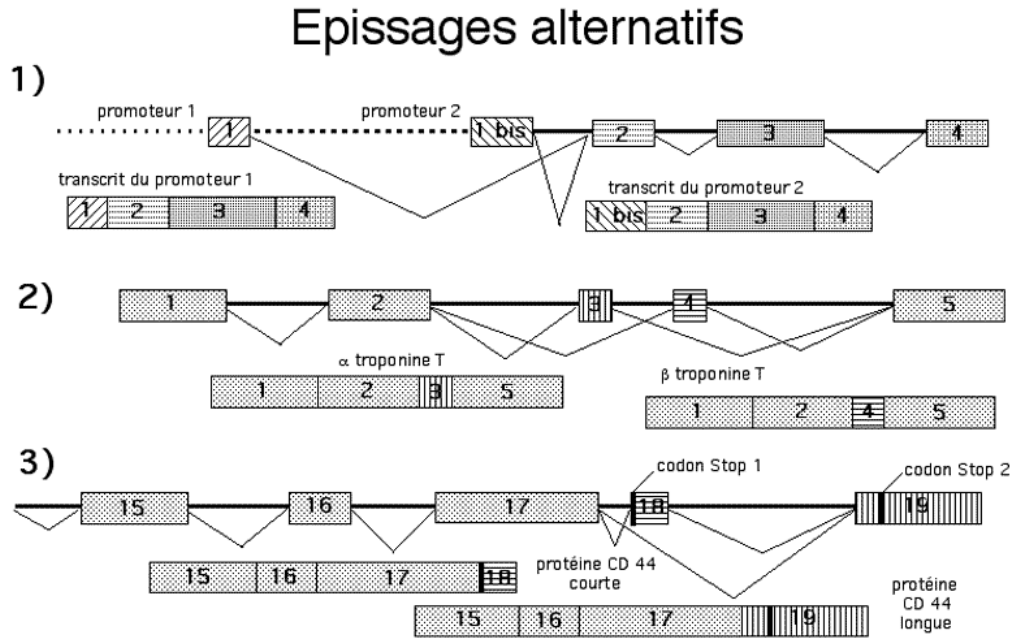 Epissages alternatifs
1)
promoteur 1
promoteur 2
1
1 bis
2
3
4
transcrit du promoteur 1
transcrit du promoteur 2
1 2 3 4
1 bis 2 3 4
2)
1 2 3 4 5
α troponine T
β troponine T
1 2 3 5
1 2 4 5
3)
codon Stop 1
codon Stop 2
15 16 17 18 19
protéine CD 44
courte
15 16 17 18
protéine
CD 44
longue
15 16 17 19